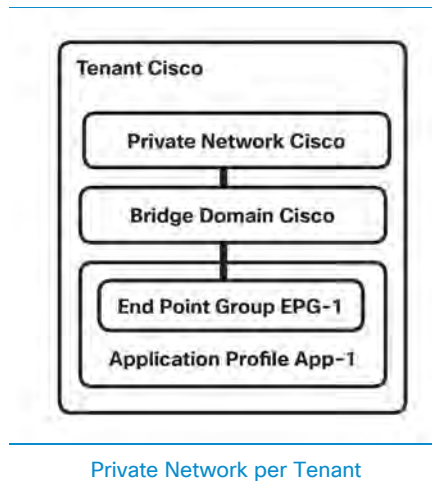 Tenant Cisco
Private Network Cisco
Bridge Domain Cisco
End Point Group EPG-1
Application Profile App-1
Private Network per Tenant